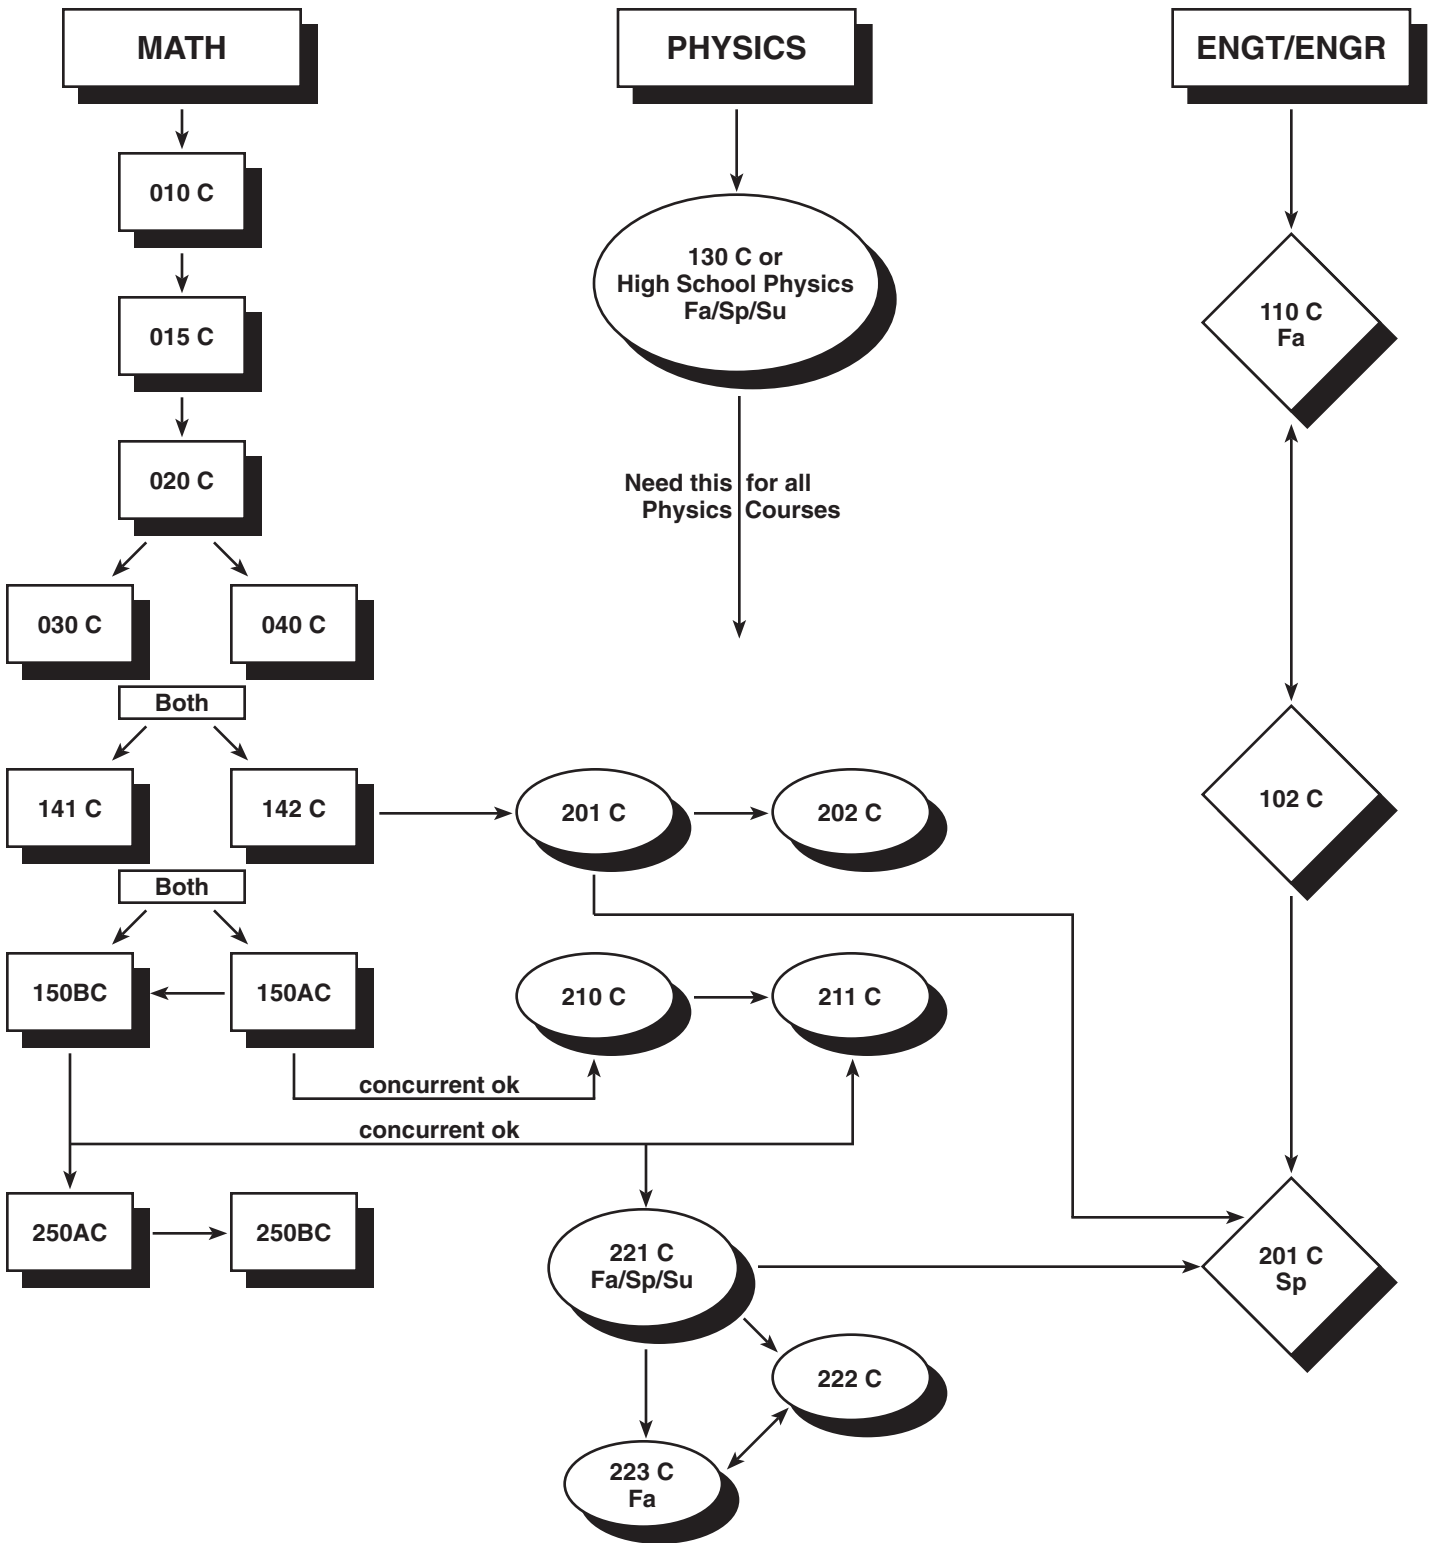 MATH
PHYSICS
ENGT/ENGR
010 C
130 C or
High School Physics
Fa/Sp/Su
110 C
Fa
015 C
020 C
Need this for all
Physics Courses
030 C
040 C
Both
141 C
142 C
201 C
202 C
102 C
Both
150BC
150AC
210 C
211 C
concurrent ok
concurrent ok
250AC
250BC
221 C
Fa/Sp/Su
201 C
Sp
222 C
223 C
Fa